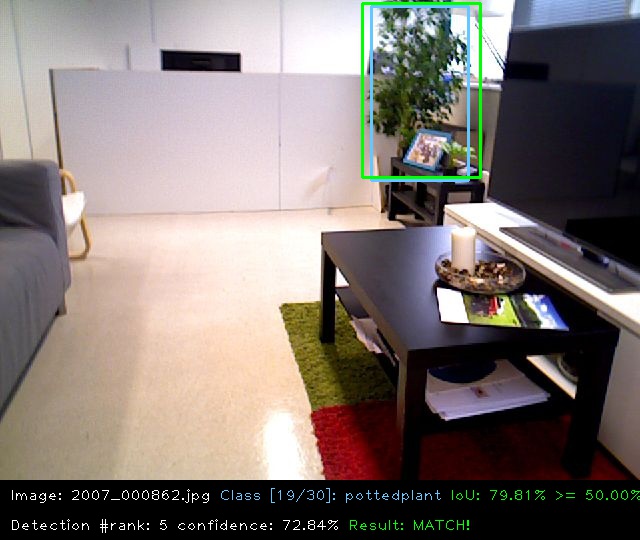 Image: 2007_000862.jpg Class [19/30]: pottedplant IoU: 79.81% >= 50.00%
Detection #rank: 5 confidence: 72.84% Result: MATCH!